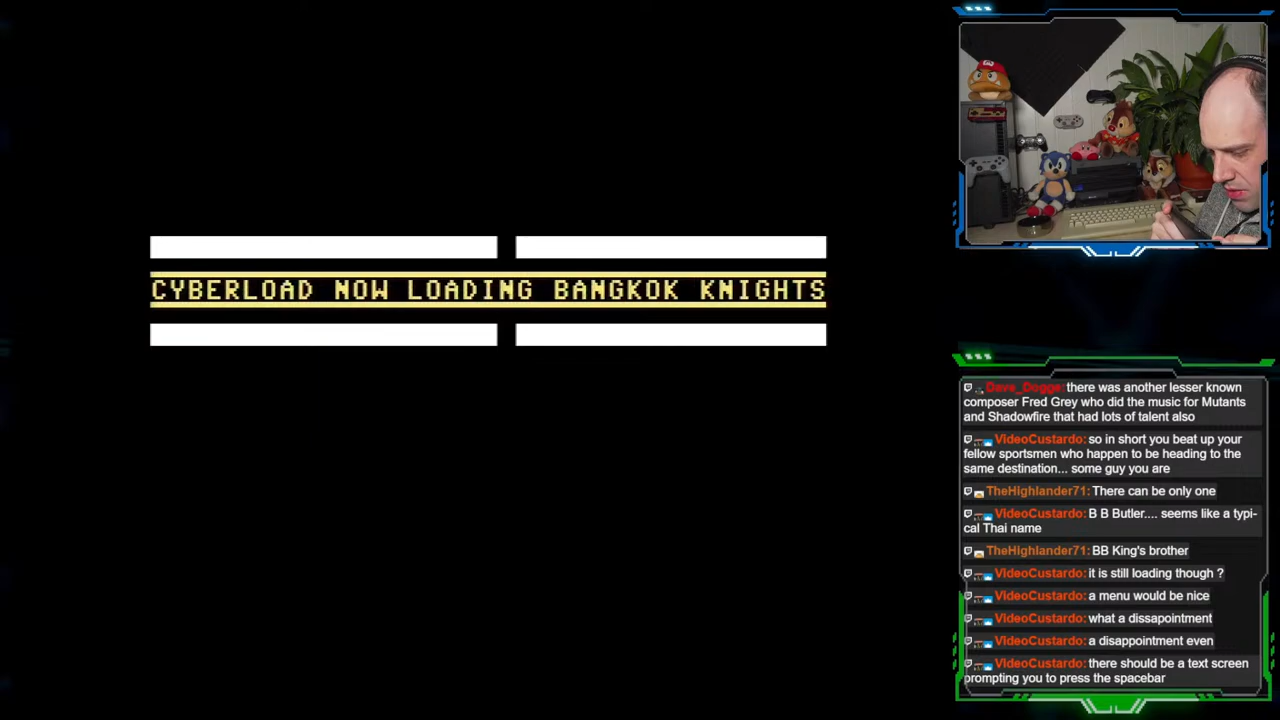 CYBERLOAD NOW LOADING BANGKOK KNIGHTS
Dave_Dogge: there was another lesser known
composer Fred Grey who did the music for Mutants
and Shadowfire that had lots of talent also
VideoCustardo: so in short you beat up your
fellow sportsmen who happen to be heading to the
same destination... some guy you are
TheHighlander71: There can be only one
VideoCustardo: B B Butler.... seems like a typi-
cal Thai name
TheHighlander71: BB King's brother
VideoCustardo: it is still loading though ?
VideoCustardo: a menu would be nice
VideoCustardo: what a dissapointment
VideoCustardo: a disappointment even
VideoCustardo: there should be a text screen
prompting you to press the spacebar